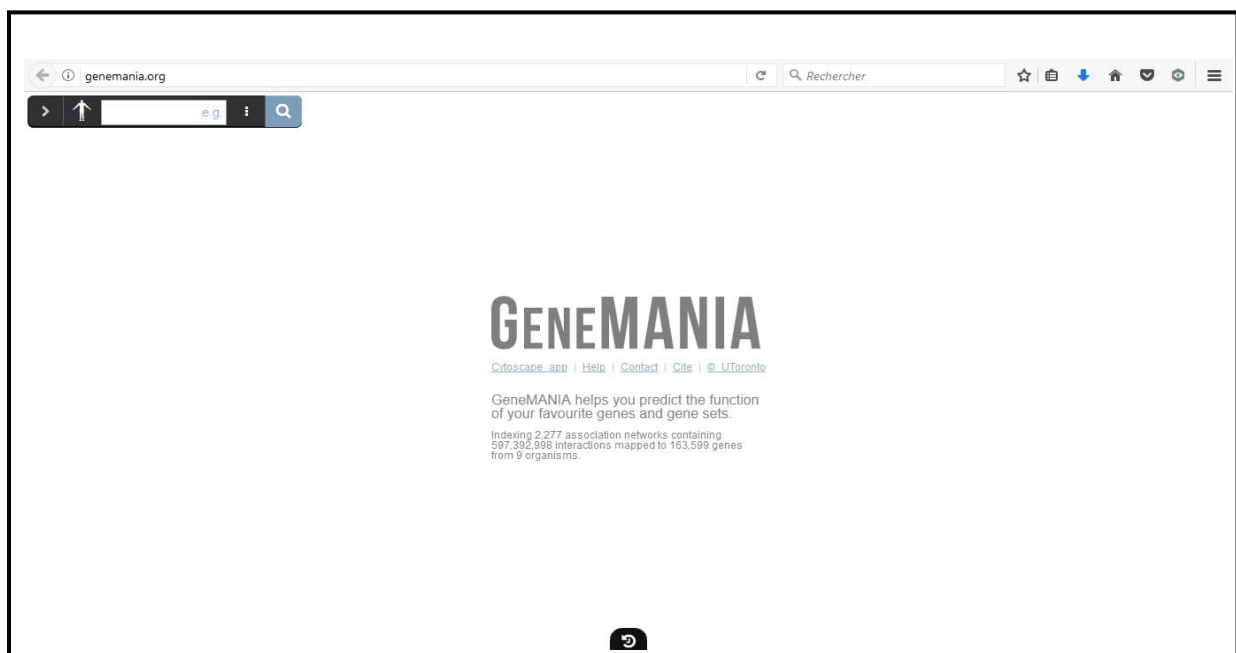 genemania.org
Rechercher
e.g.
GENEMANIA
Cytoscape app | Help | Contact | Cite | © UToronto
GeneMANIA helps you predict the function
of your favourite genes and gene sets.
Indexing 2,277 association networks containing
597,392,998 interactions mapped to 163,599 genes
from 9 organisms.